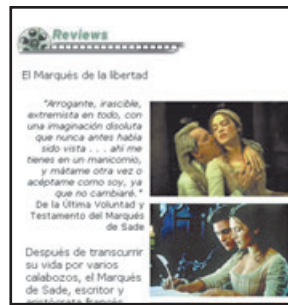 Reviews
El Marqués de la libertad
"Arrogante, irascible,
extremista en todo, con
una imaginación disoluta
que nunca antes había
sido vista . . . ahí me
tienes en un manicomio,
y mátame otra vez o
acéptame como soy, ya
que no cambiaré."
De la Última Voluntad y
Testamento del Marqués
de Sade
Después de transcurrir
su vida por varios
calabozos, el Marqués
de Sade, escritor y
aristócrata francés